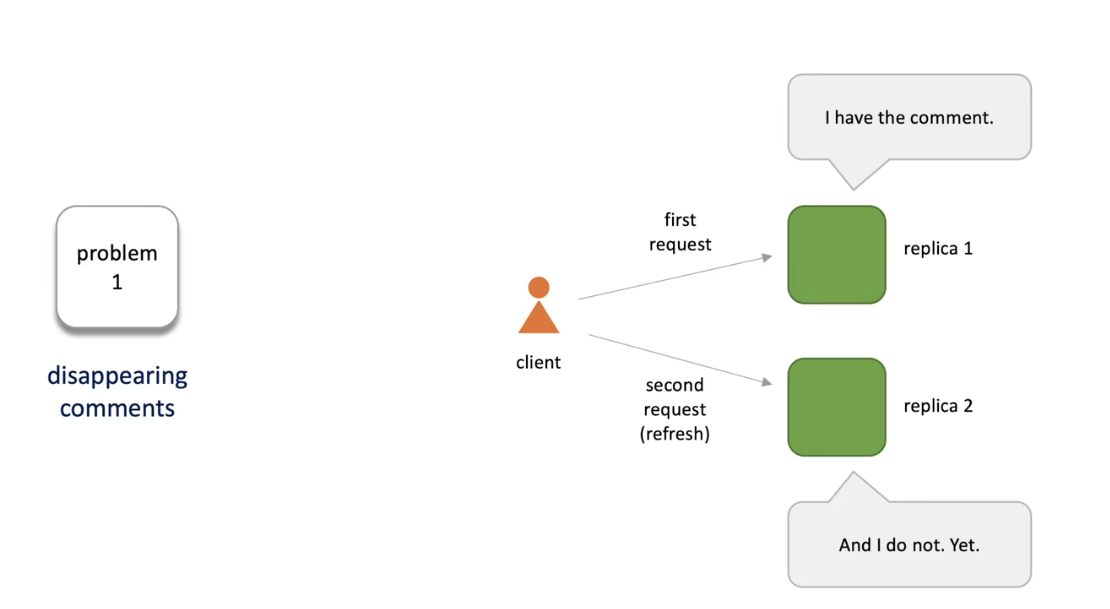 problem
1
disappearing
comments
client
first
request
second
request
(refresh)
I have the comment.
replica 1
replica 2
And I do not. Yet.